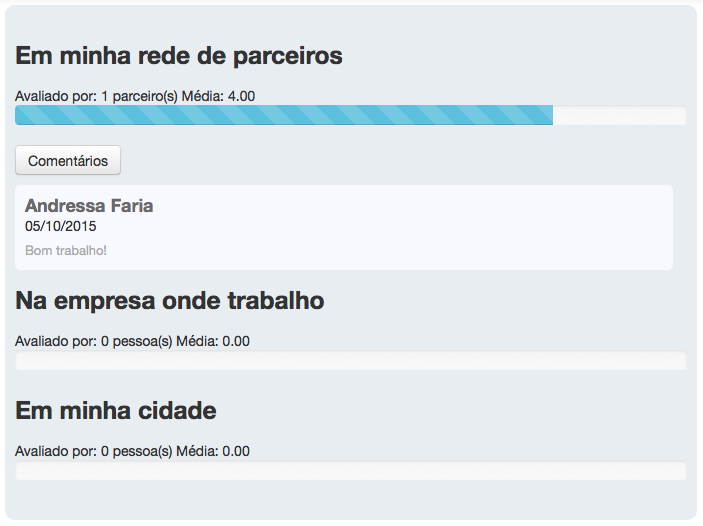 Em minha rede de parceiros
Avaliado por: 1 parceiro(s) Média: 4.00
Comentários
Andressa Faria
05/10/2015
Bom trabalho!
Na empresa onde trabalho
Avaliado por: 0 pessoa(s) Média: 0.00
Em minha cidade
Avaliado por: 0 pessoa(s) Média: 0.00